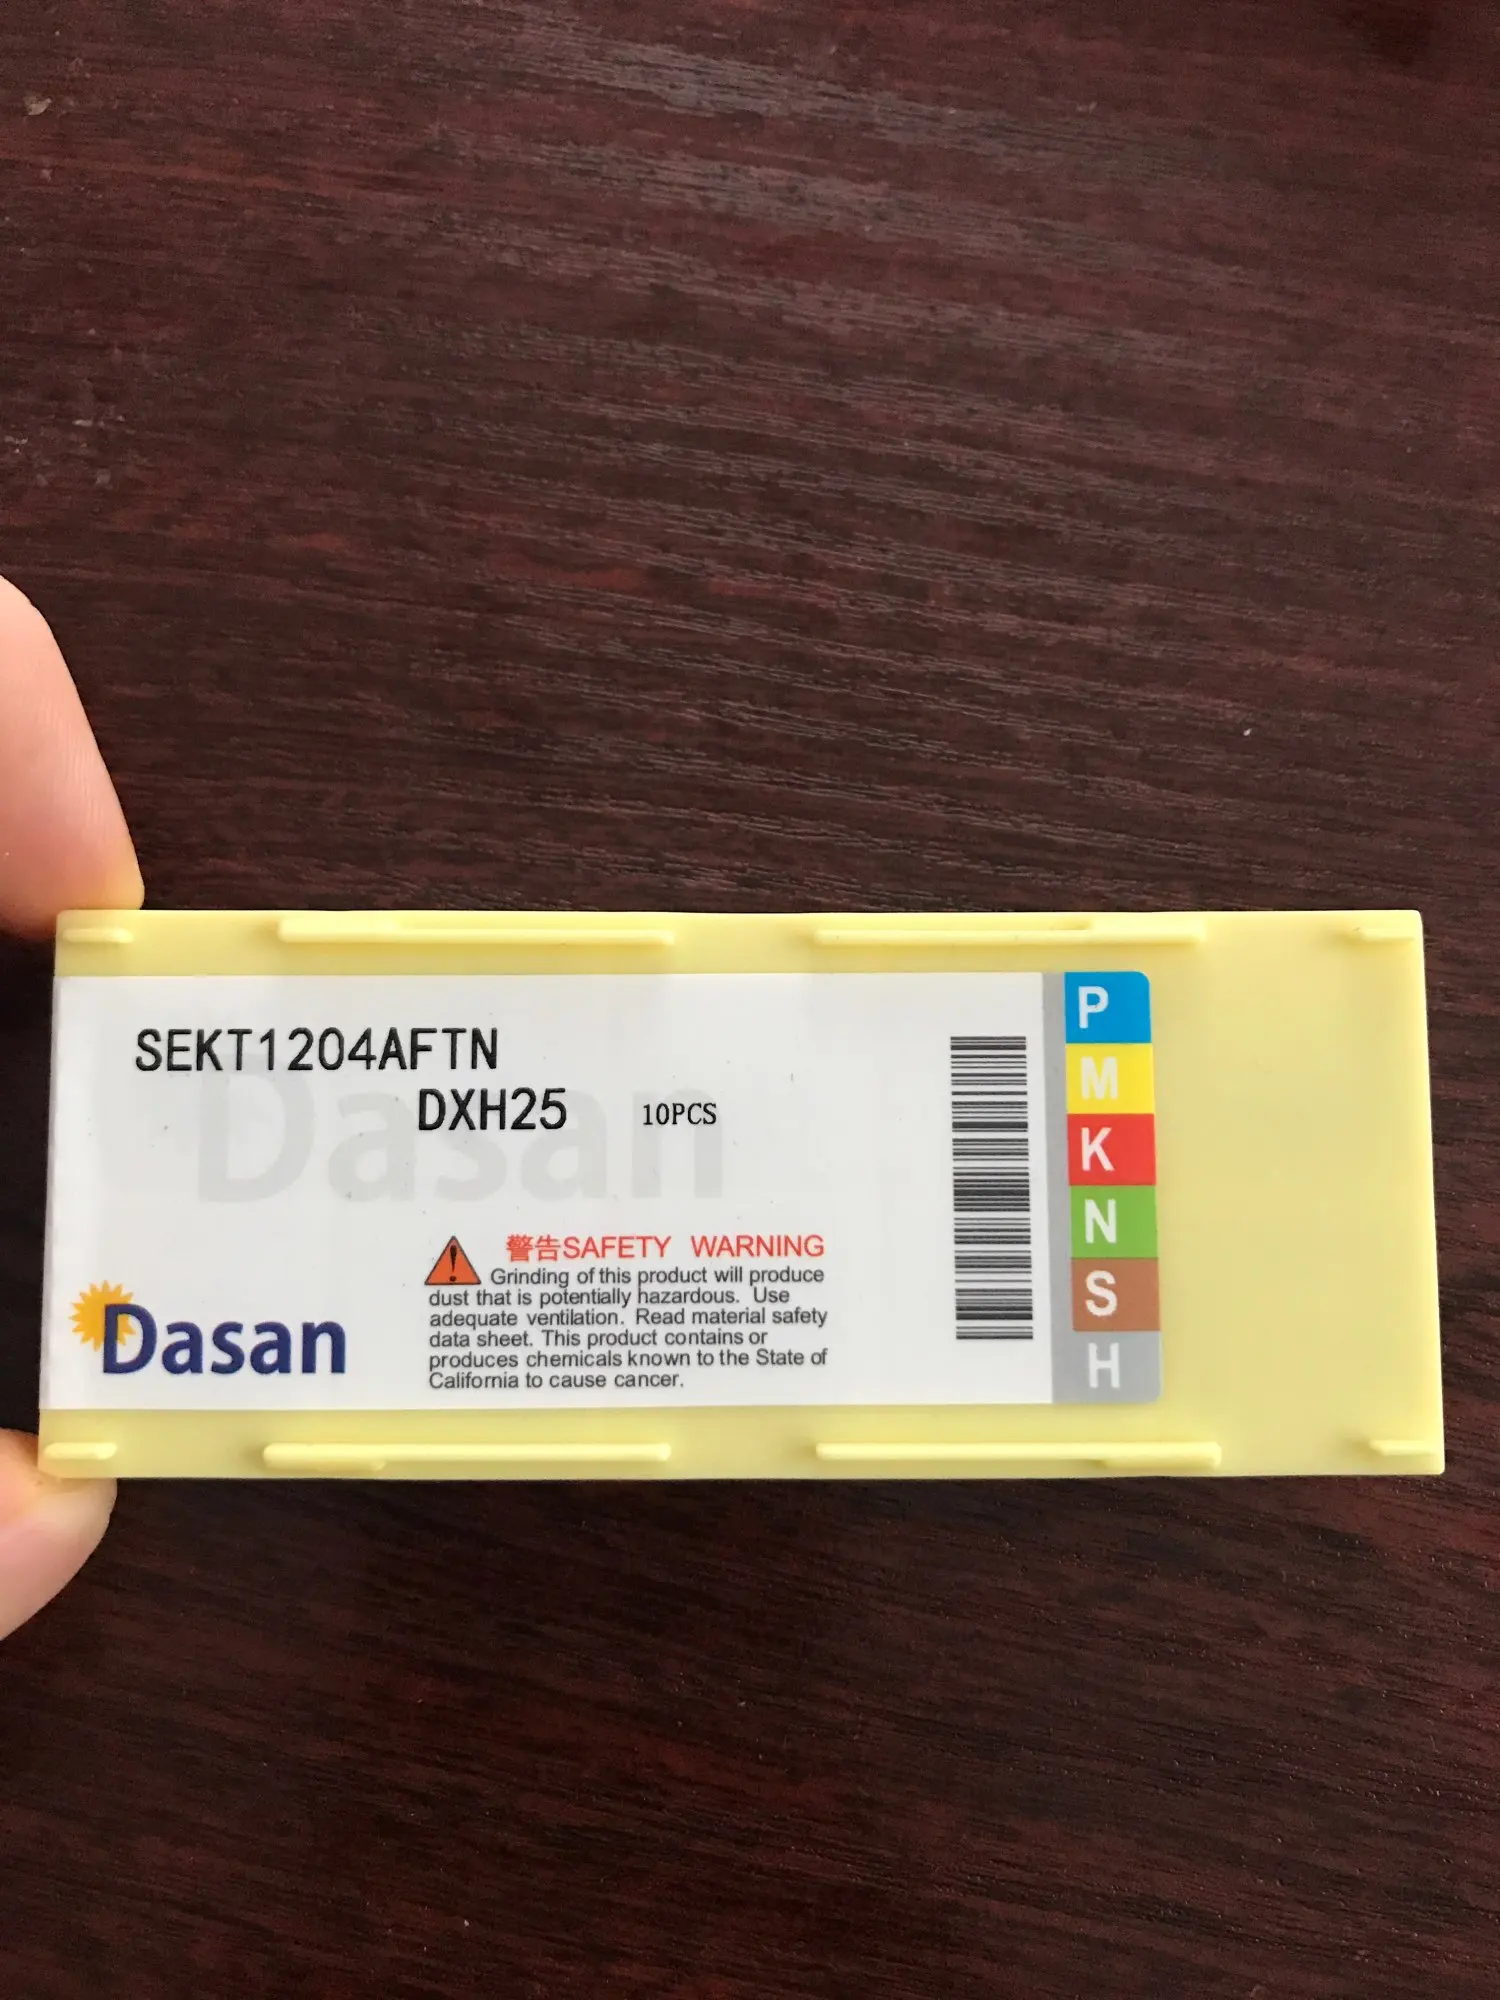 SEKT1204AFTN
DXH25 10PCS
Dasan
警告SAFETY WARNING
Grinding of this product will produce
dust that is potentially hazardous. Use
adequate ventilation. Read material safety
data sheet. This product contains or
produces chemicals known to the State of
California to cause cancer.
Dasan
P
M
K
N
S
H